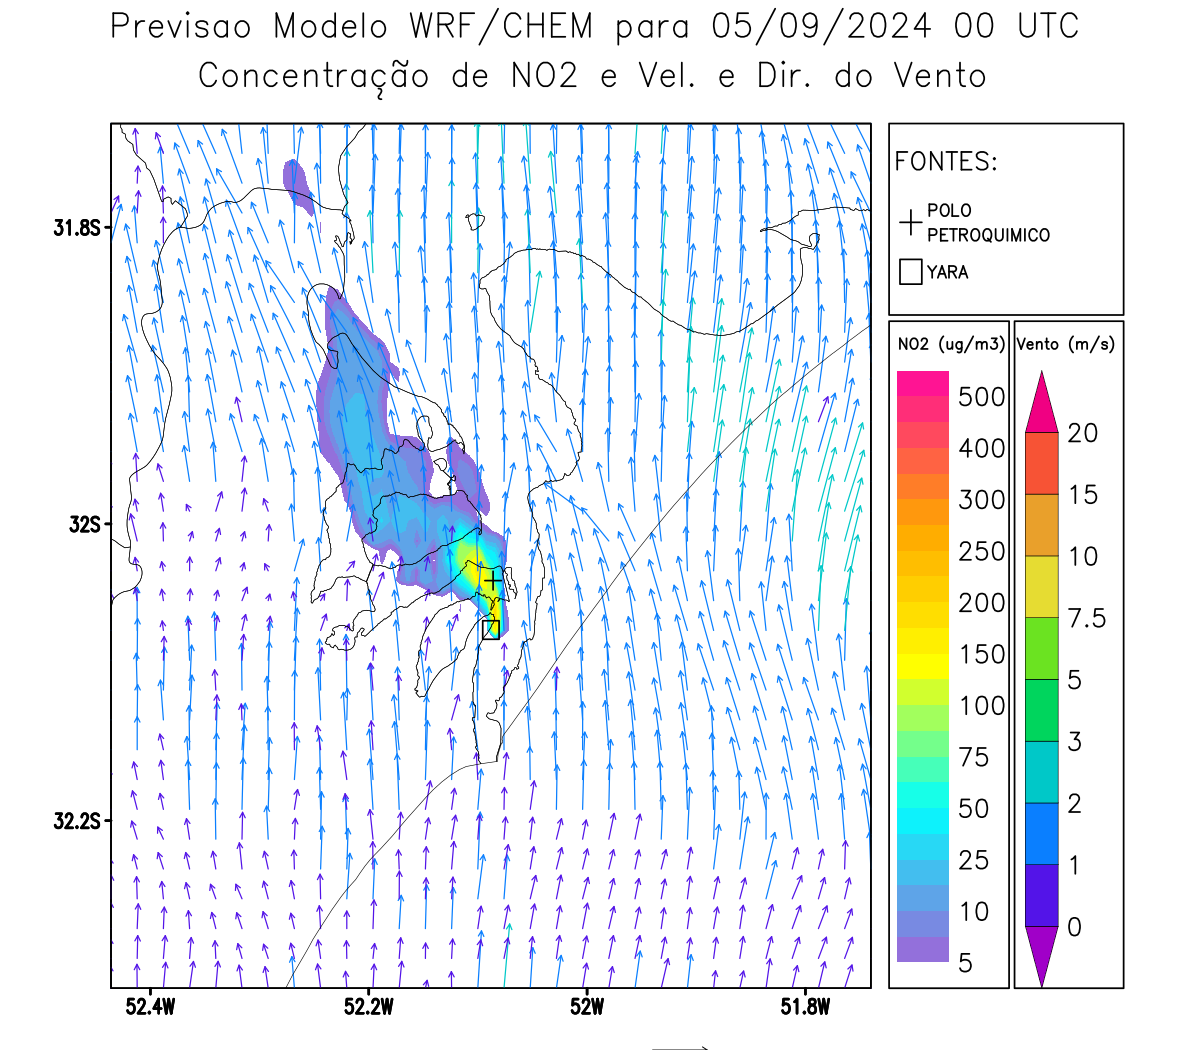 Previsao Modelo WRF/CHEM para 05/09/2024 00 UTC
Concentração de NO2 e Vel. e Dir. do Vento
FONTES:
POLO
PETROQUIMICO
YARA
NO2 (ug/m3)
500
400
300
250
200
150
100
75
50
25
10
5
Vento (m/s)
20
15
10
7.5
5
3
2
1
0
31.8S
32S
32.2S
52.4W
52.2W
52W
51.8W